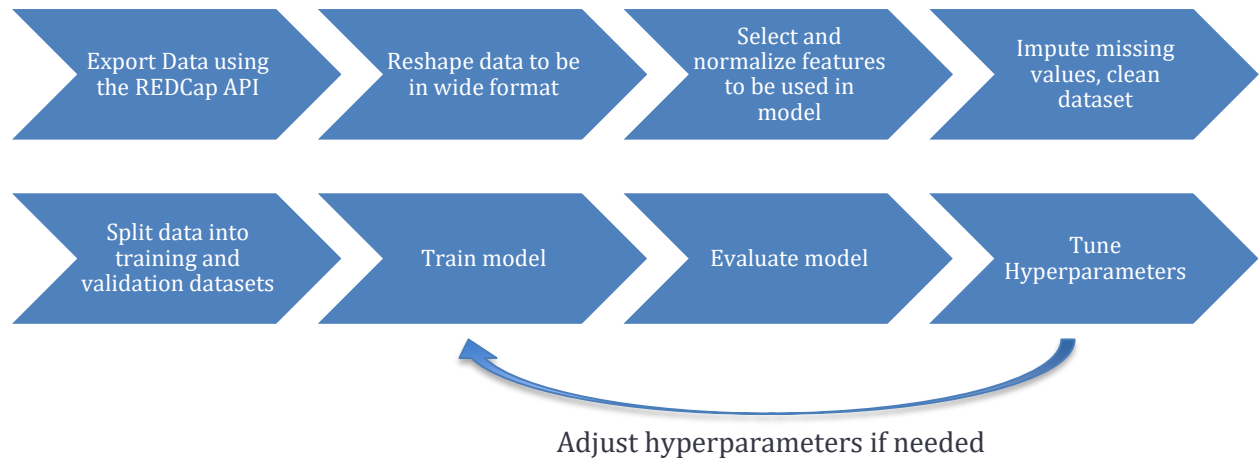 Export Data using
the REDCap API
Reshape data to be
in wide format
Select and
normalize features
to be used in
model
Impute missing
values, clean
dataset
Split data into
training and
validation datasets
Train model
Evaluate model
Tune
Hyperparameters
Adjust hyperparameters if needed